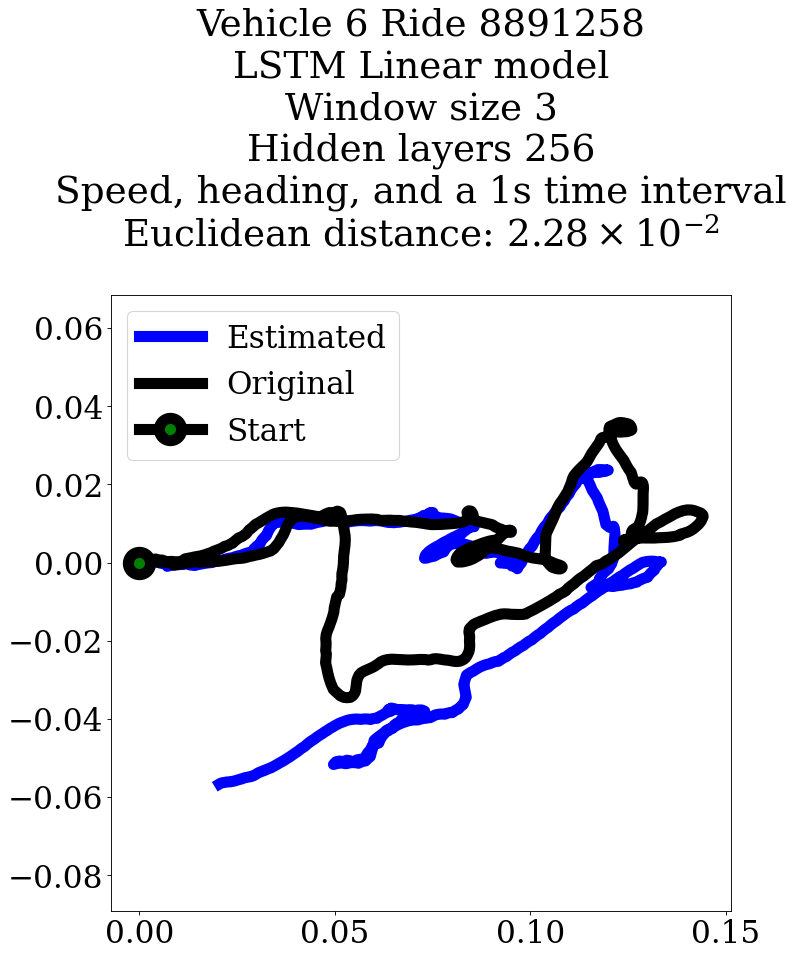 Vehicle 6 Ride 8891258
LSTM Linear model
Window size 3
Hidden layers 256
Speed, heading, and a 1s time interval
Euclidean distance: 2.28 × 10⁻²
Estimated
Original
Start
0.06
0.04
0.02
0.00
−0.02
−0.04
−0.06
−0.08
0.00 0.05 0.10 0.15